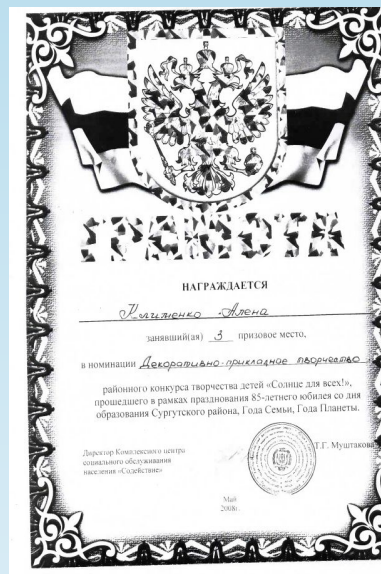 ГРАМОТА
НАГРАЖДАЕТСЯ
Клименко Алена
занявший(ая) 3 призовое место,
в номинации Декоративно-прикладное творчество
районного конкурса творчества детей «Солнце для всех!»,
прошедшего в рамках празднования 85-летнего юбилея со дня
образования Сургутского района, Года Семьи, Года Планеты.
Директор Комплексного центра
социального обслуживания
населения «Содействие»
Т.Г. Муштакова
Май
2008г.